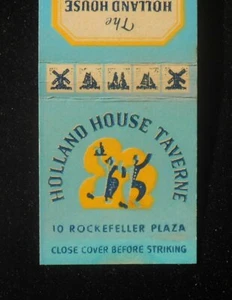 The
HOLLAND HOUSE
HOLLAND HOUSE TAVERNE
10 ROCKEFELLER PLAZA
CLOSE COVER BEFORE STRIKING